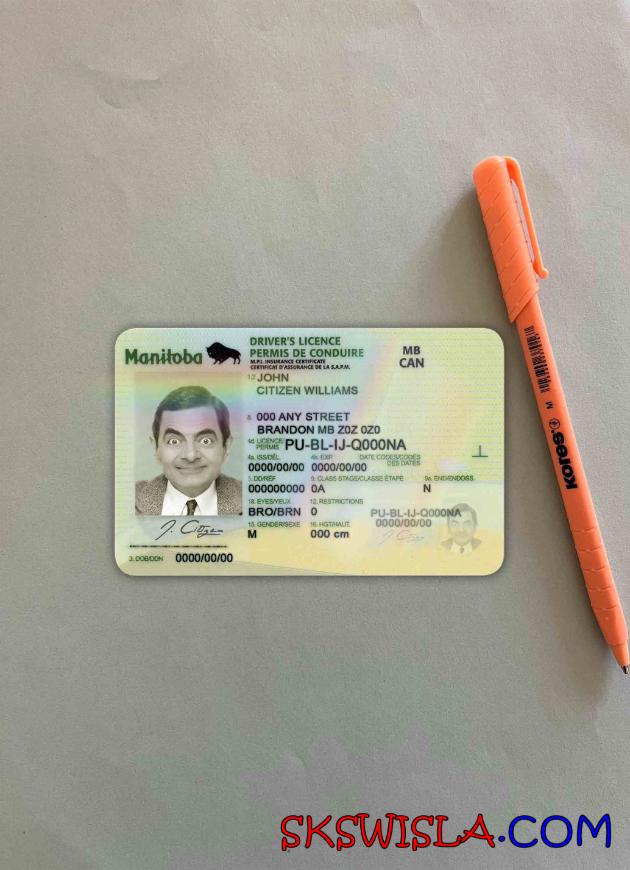 Manitoba
DRIVER'S LICENCE
PERMIS DE CONDUIRE
M.P.I. INSURANCE CERTIFICATE
CERTIFICAT D'ASSURANCE DE LA S.A.P.M.
MB
CAN
1,2 JOHN
CITIZEN WILLIAMS
8. 000 ANY STREET
BRANDON MB Z0Z 0Z0
4d. LICENCE/PERMIS PU-BL-IJ-Q000NA
4a. ISS/DÉL. 4b. EXP. DATE CODES/CODES DES DATES
0000/00/00 0000/00/00
5. DD/RÉF 9. CLASS STAGE/CLASSE ÉTAPE 9a. END/ENDOSS.
000000000 0A N
18. EYES/YEUX 12. RESTRICTIONS
BRO/BRN 0
PU-BL-IJ-Q000NA
0000/00/00
15. GENDER/SEXE 16. HGT/HAUT.
M 000 cm
J. Citizen
J. Citizen
3. DOB/DDN 0000/00/00
Kores
M
SKSWISLA.COM